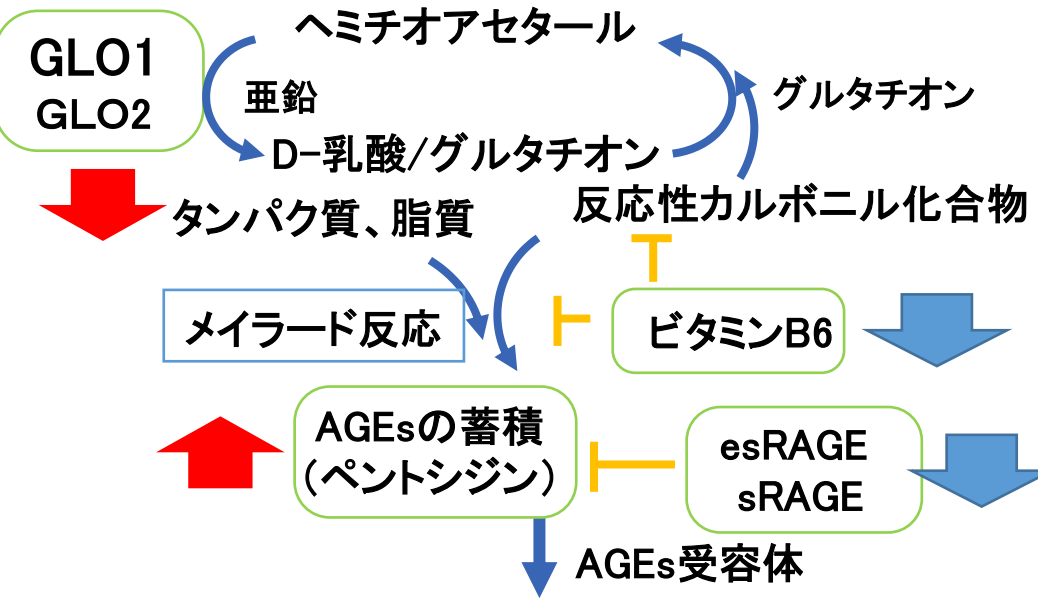 ヘミチオアセタール
GLO1
GLO2
亜鉛
グルタチオン
D-乳酸/グルタチオン
タンパク質、脂質
反応性カルボニル化合物
メイラード反応
ビタミンB6
AGEsの蓄積
(ペントシジン)
esRAGE
sRAGE
AGEs受容体